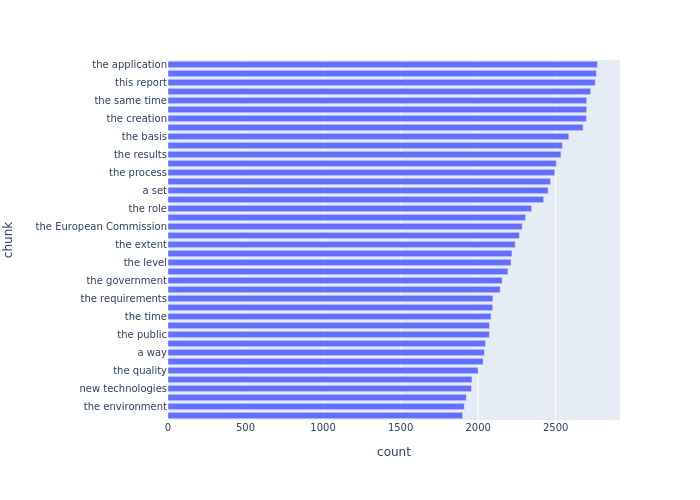 the application
this report
the same time
the creation
the basis
the results
the process
a set
the role
the European Commission
the extent
the level
the government
the requirements
the time
the public
a way
the quality
new technologies
the environment
chunk
0 500 1000 1500 2000 2500
count